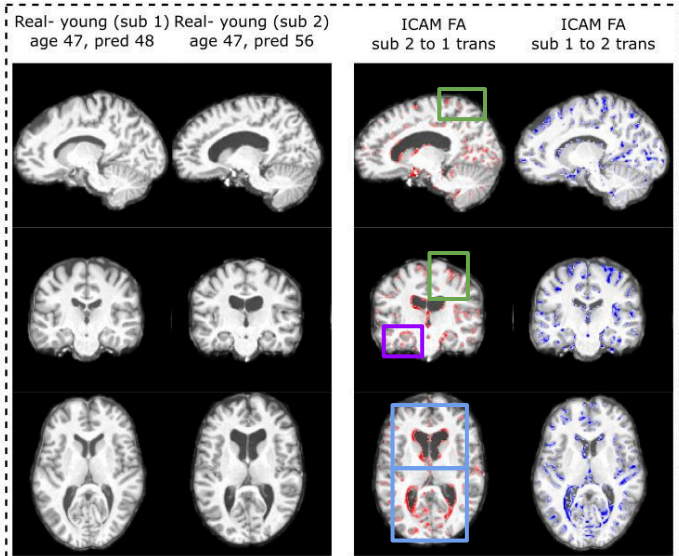 Real- young (sub 1)
age 47, pred 48
Real- young (sub 2)
age 47, pred 56
ICAM FA
sub 2 to 1 trans
ICAM FA
sub 1 to 2 trans